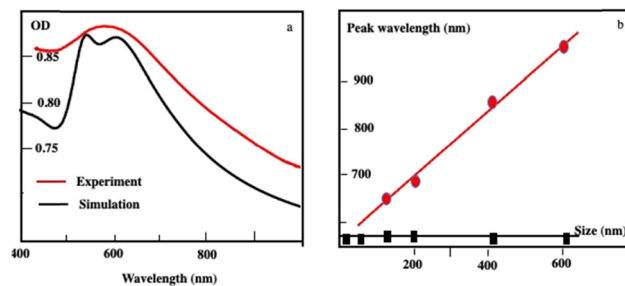 OD
a
0.85
0.80
0.75
Experiment
Simulation
400
600
800
Wavelength (nm)
Peak wavelength (nm)
b
900
800
700
Size (nm)
200
400
600